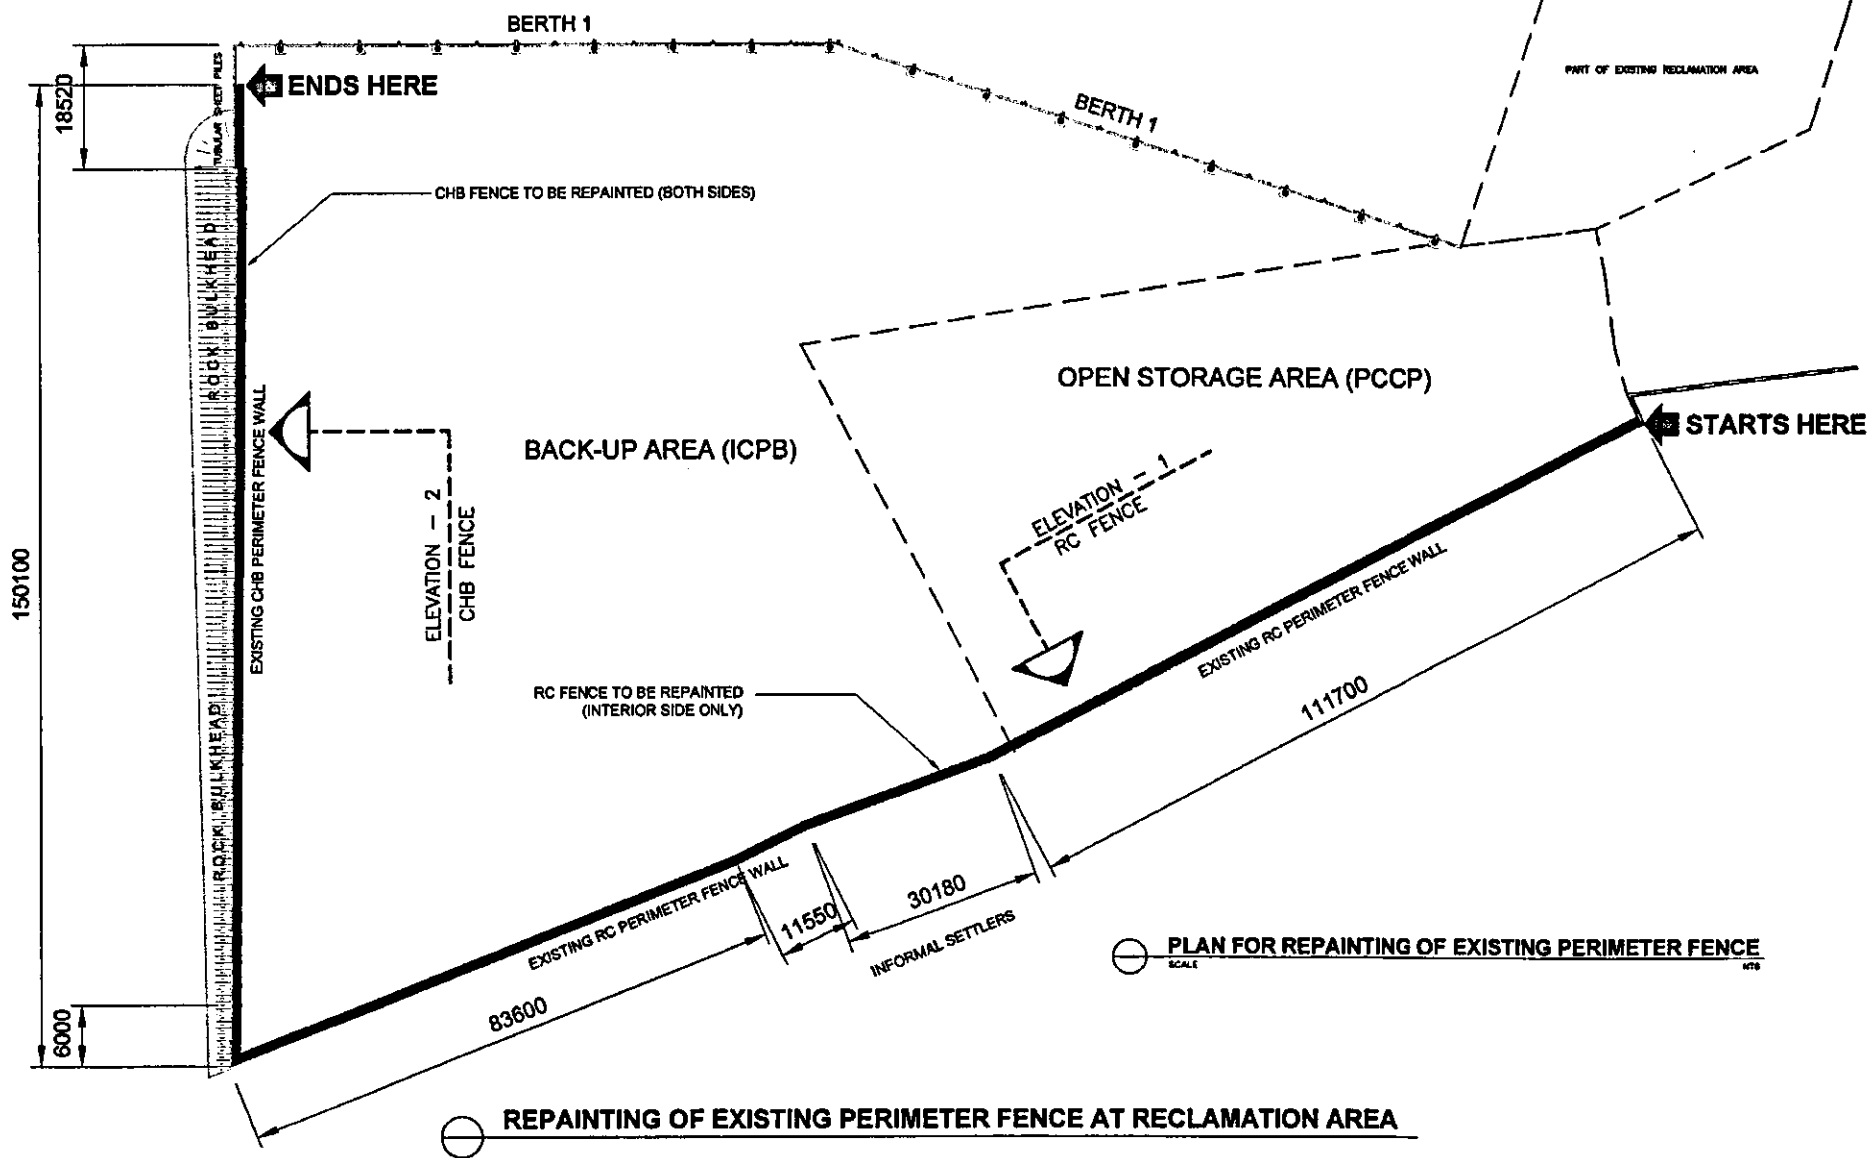 BERTH 1
PART OF EXISTING RECLAMATION AREA
18520
TUBULAR SHEET PILES
ENDS HERE
BERTH 1
CHB FENCE TO BE REPAINTED (BOTH SIDES)
ROCK BULKHEAD
OPEN STORAGE AREA (PCCP)
STARTS HERE
EXISTING CHB PERIMETER FENCE WALL
BACK-UP AREA (ICPB)
ELEVATION - 1
RC FENCE
ELEVATION - 2
CHB FENCE
150100
EXISTING RC PERIMETER FENCE WALL
RC FENCE TO BE REPAINTED
(INTERIOR SIDE ONLY)
111700
ROCK BULKHEAD
30180
11550
INFORMAL SETTLERS
EXISTING RC PERIMETER FENCE WALL
PLAN FOR REPAINTING OF EXISTING PERIMETER FENCE
SCALE NTS
83600
6000
REPAINTING OF EXISTING PERIMETER FENCE AT RECLAMATION AREA